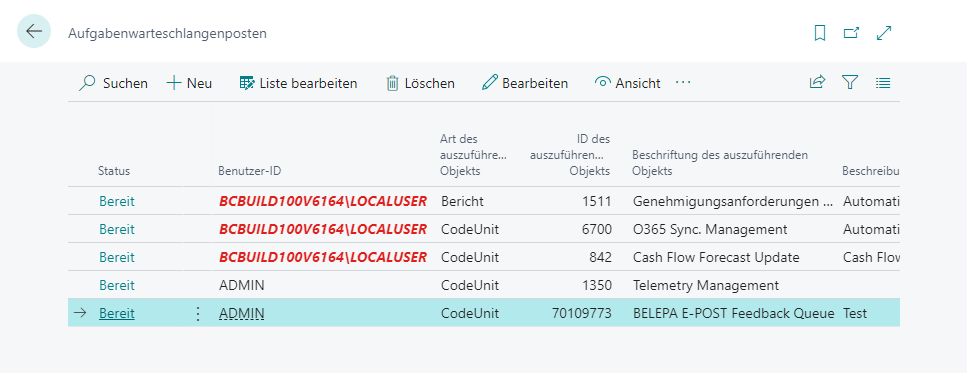 Aufgabenwarteschlangenposten
Suchen Neu Liste bearbeiten Löschen Bearbeiten Ansicht ...
Status Benutzer-ID Art des auszuführe... Objekts ID des auszuführen... Objekts Beschriftung des auszuführenden Objekts Beschreibu
Bereit BCBUILD100V6164\LOCALUSER Bericht 1511 Genehmigungsanforderungen ... Automati
Bereit BCBUILD100V6164\LOCALUSER CodeUnit 6700 O365 Sync. Management Automati
Bereit BCBUILD100V6164\LOCALUSER CodeUnit 842 Cash Flow Forecast Update Cash Flow
Bereit ADMIN CodeUnit 1350 Telemetry Management
Bereit ADMIN CodeUnit 70109773 BELEPA E-POST Feedback Queue Test